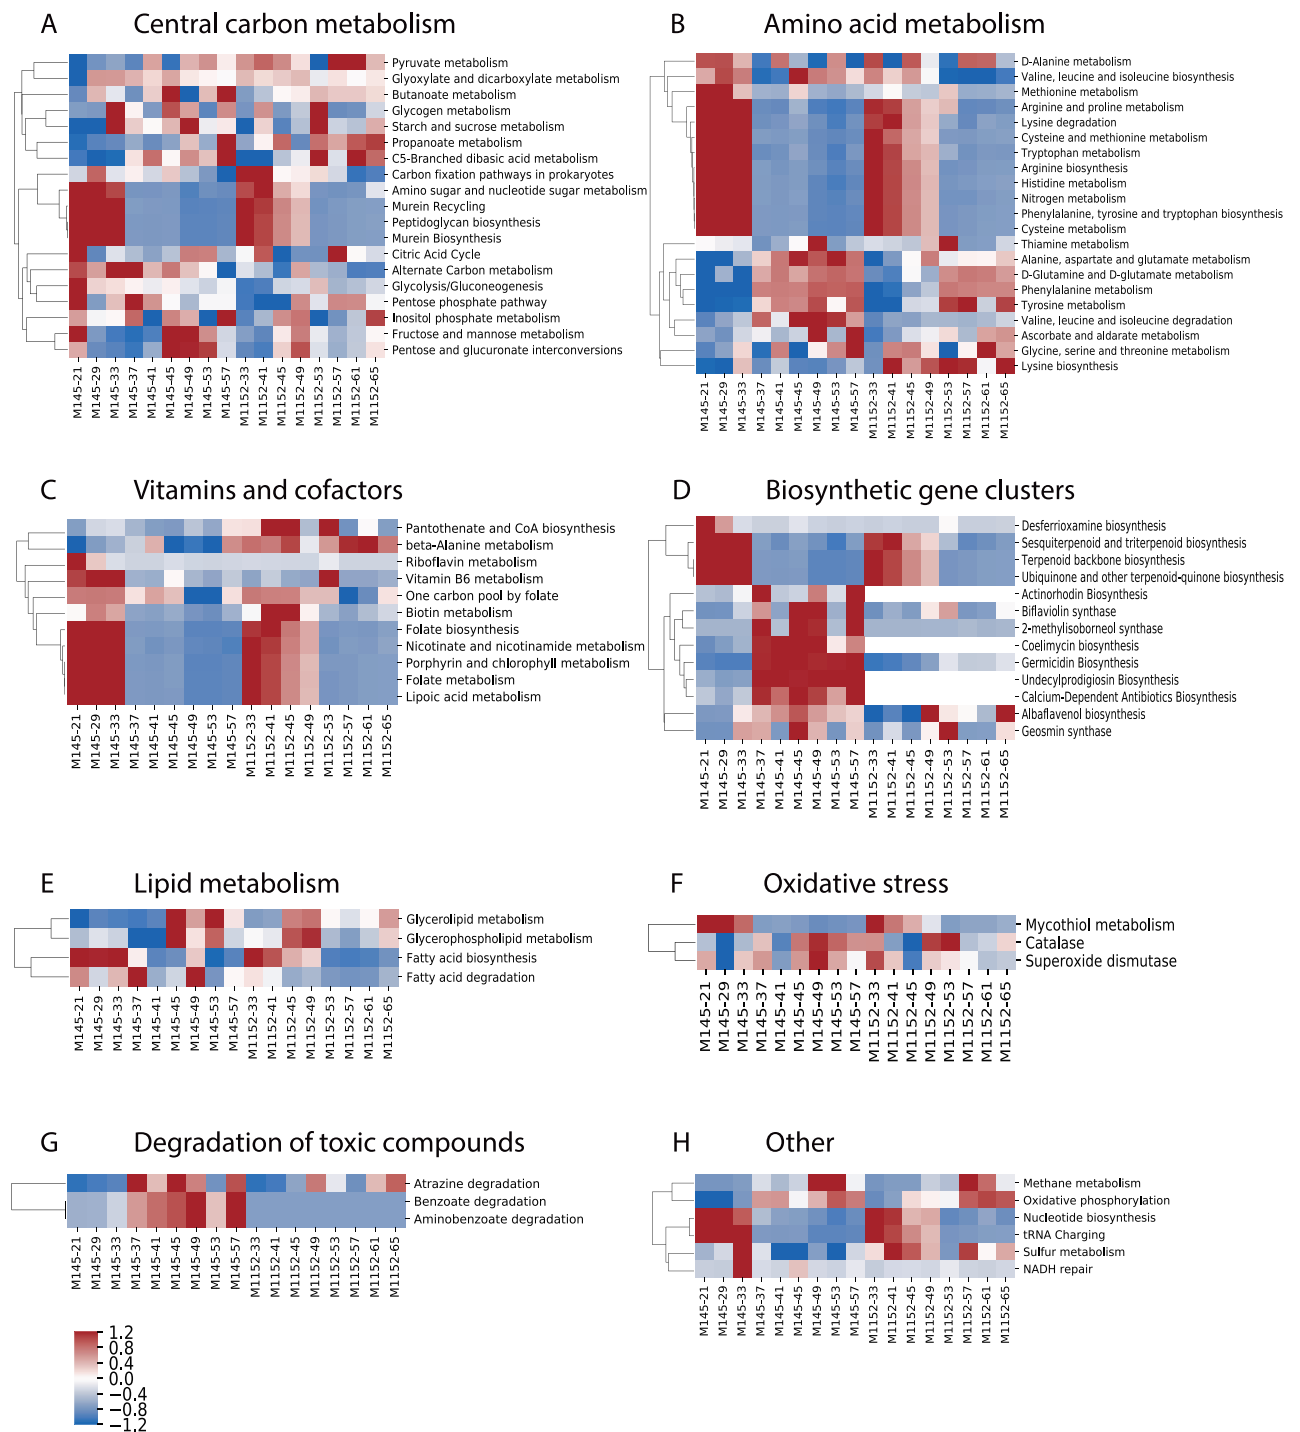 A Central carbon metabolism
Pyruvate metabolism
Glyoxylate and dicarboxylate metabolism
Butanoate metabolism
Glycogen metabolism
Starch and sucrose metabolism
Propanoate metabolism
C5-Branched dibasic acid metabolism
Carbon fixation pathways in prokaryotes
Amino sugar and nucleotide sugar metabolism
Murein Recycling
Peptidoglycan biosynthesis
Murein Biosynthesis
Citric Acid Cycle
Alternate Carbon metabolism
Glycolysis/Gluconeogenesis
Pentose phosphate pathway
Inositol phosphate metabolism
Fructose and mannose metabolism
Pentose and glucuronate interconversions
M145-21
M145-29
M145-33
M145-37
M145-41
M145-45
M145-49
M145-53
M145-57
M1152-33
M1152-41
M1152-45
M1152-49
M1152-53
M1152-57
M1152-61
M1152-65
B Amino acid metabolism
D-Alanine metabolism
Valine, leucine and isoleucine biosynthesis
Methionine metabolism
Arginine and proline metabolism
Lysine degradation
Cysteine and methionine metabolism
Tryptophan metabolism
Arginine biosynthesis
Histidine metabolism
Nitrogen metabolism
Phenylalanine, tyrosine and tryptophan biosynthesis
Cysteine metabolism
Thiamine metabolism
Alanine, aspartate and glutamate metabolism
D-Glutamine and D-glutamate metabolism
Phenylalanine metabolism
Tyrosine metabolism
Valine, leucine and isoleucine degradation
Ascorbate and aldarate metabolism
Glycine, serine and threonine metabolism
Lysine biosynthesis
M145-21
M145-29
M145-33
M145-37
M145-41
M145-45
M145-49
M145-53
M145-57
M1152-33
M1152-41
M1152-45
M1152-49
M1152-53
M1152-57
M1152-61
M1152-65
C Vitamins and cofactors
Pantothenate and CoA biosynthesis
beta-Alanine metabolism
Riboflavin metabolism
Vitamin B6 metabolism
One carbon pool by folate
Biotin metabolism
Folate biosynthesis
Nicotinate and nicotinamide metabolism
Porphyrin and chlorophyll metabolism
Folate metabolism
Lipoic acid metabolism
M145-21
M145-29
M145-33
M145-37
M145-41
M145-45
M145-49
M145-53
M145-57
M1152-33
M1152-41
M1152-45
M1152-49
M1152-53
M1152-57
M1152-61
M1152-65
D Biosynthetic gene clusters
Desferrioxamine biosynthesis
Sesquiterpenoid and triterpenoid biosynthesis
Terpenoid backbone biosynthesis
Ubiquinone and other terpenoid-quinone biosynthesis
Actinorhodin Biosynthesis
Biflaviolin synthase
2-methylisoborneol synthase
Coelimycin biosynthesis
Germicidin Biosynthesis
Undecylprodigiosin Biosynthesis
Calcium-Dependent Antibiotics Biosynthesis
Albaflavenol biosynthesis
Geosmin synthase
M145-21
M145-29
M145-33
M145-37
M145-41
M145-45
M145-49
M145-53
M145-57
M1152-33
M1152-41
M1152-45
M1152-49
M1152-53
M1152-57
M1152-61
M1152-65
E Lipid metabolism
Glycerolipid metabolism
Glycerophospholipid metabolism
Fatty acid biosynthesis
Fatty acid degradation
M145-21
M145-29
M145-33
M145-37
M145-41
M145-45
M145-49
M145-53
M145-57
M1152-33
M1152-41
M1152-45
M1152-49
M1152-53
M1152-57
M1152-61
M1152-65
F Oxidative stress
Mycothiol metabolism
Catalase
Superoxide dismutase
M145-21
M145-29
M145-33
M145-37
M145-41
M145-45
M145-49
M145-53
M145-57
M1152-33
M1152-41
M1152-45
M1152-49
M1152-53
M1152-57
M1152-61
M1152-65
G Degradation of toxic compounds
Atrazine degradation
Benzoate degradation
Aminobenzoate degradation
M145-21
M145-29
M145-33
M145-37
M145-41
M145-45
M145-49
M145-53
M145-57
M1152-33
M1152-41
M1152-45
M1152-49
M1152-53
M1152-57
M1152-61
M1152-65
H Other
Methane metabolism
Oxidative phosphorylation
Nucleotide biosynthesis
tRNA Charging
Sulfur metabolism
NADH repair
M145-21
M145-29
M145-33
M145-37
M145-41
M145-45
M145-49
M145-53
M145-57
M1152-33
M1152-41
M1152-45
M1152-49
M1152-53
M1152-57
M1152-61
M1152-65
1.2
0.8
0.4
0.0
−0.4
−0.8
−1.2